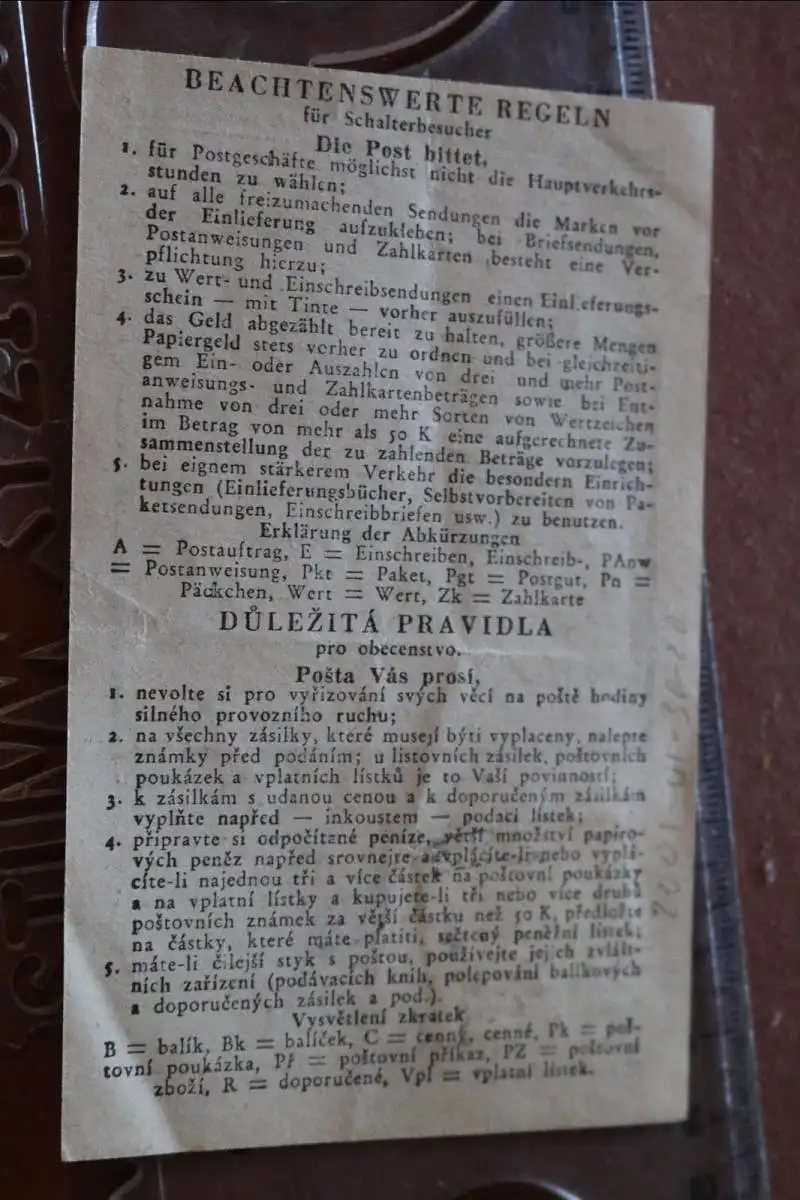 BEACHTENSWERTE REGELN
für Schalterbesucher
Die Post bittet,
1. für Postgeschäfte möglichst nicht die Hauptverkehrs-
stunden zu wählen;
2. auf alle freizumachenden Sendungen die Marken vor
der Einlieferung aufzukleben; bei Briefsendungen,
Postanweisungen und Zahlkarten besteht eine Ver-
pflichtung hierzu;
3. zu Wert- und Einschreibsendungen einen Einlieferungs-
schein — mit Tinte — vorher auszufüllen;
4. das Geld abgezählt bereit zu halten, größere Mengen
Papiergeld stets vorher zu ordnen und bei gleichzeiti-
gem Ein- oder Auszahlen von drei und mehr Post-
anweisungs- und Zahlkartenbeträgen sowie bei Ent-
nahme von drei oder mehr Sorten von Wertzeichen
im Betrag von mehr als 50 K eine aufgerechnete Zu-
sammenstellung der zu zahlenden Beträge vorzulegen;
5. bei eignem stärkerem Verkehr die besondern Einrich-
tungen (Einlieferungsbücher, Selbstvorbereiten von Pa-
ketsendungen, Einschreibbriefen usw.) zu benutzen.
Erklärung der Abkürzungen
A = Postauftrag, E = Einschreiben, Einschreib-, PAnw
= Postanweisung, Pkt = Paket, Pgt = Postgut, Pn =
Päckchen, Wert = Wert, Zk = Zahlkarte
DŮLEŽITÁ PRAVIDLA
pro obecenstvo.
Pošta Vás prosí,
1. nevolte si pro vyřizování svých věcí na poště hodiny
silného provozního ruchu;
2. na všechny zásilky, které musejí býti vyplaceny, nalepte
známky před podáním; u listovních zásilek, poštovních
poukázek a vplatních lístků je to Vaší povinností;
3. k zásilkám s udanou cenou a k doporučeným zásilkám
vyplňte napřed — inkoustem — podací lístek;
4. připravte si odpočítané peníze, větší množství papíro-
vých peněz napřed srovnejte a vplácíte-li nebo vyplá-
cíte-li najednou tři a více částek na poštovní poukázky
a na vplatní lístky a kupujete-li tři nebo více druhů
poštovních známek za větší částku než 50 K, předložte
na částky, které máte platiti, sečtený peněžní lístek;
5. máte-li čilejší styk s poštou, používejte jejich zvlášt-
ních zařízení (podávacích knih, polepování balíkových
a doporučených zásilek a pod.).
Vysvětlení zkratek
B = balík, Bk = balíček, C = cenný, cenné, Pk = poš-
tovní poukázka, Př = poštovní příkaz, PZ = poštovní
zboží, R = doporučené, Vpl = vplatní lístek.